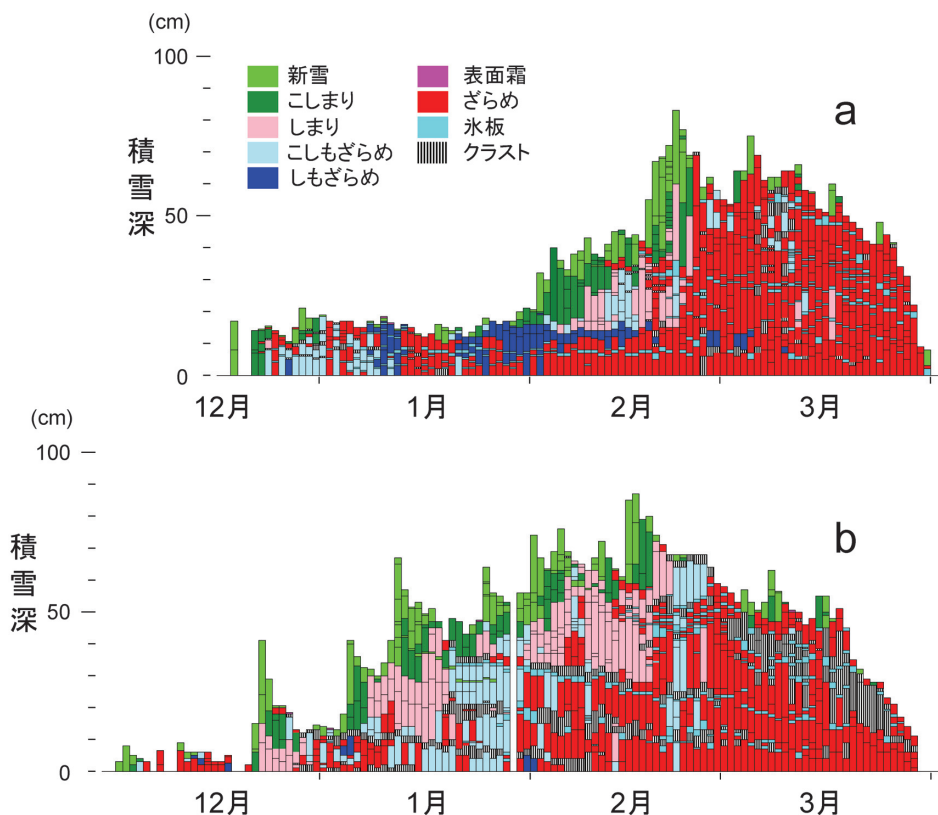 (cm)
100
50
0
積雪深
新雪
こしまり
しまり
こしもざらめ
しもざらめ
表面霜
ざらめ
氷板
クラスト
a
12月
1月
2月
3月
(cm)
100
50
0
積雪深
b
12月
1月
2月
3月